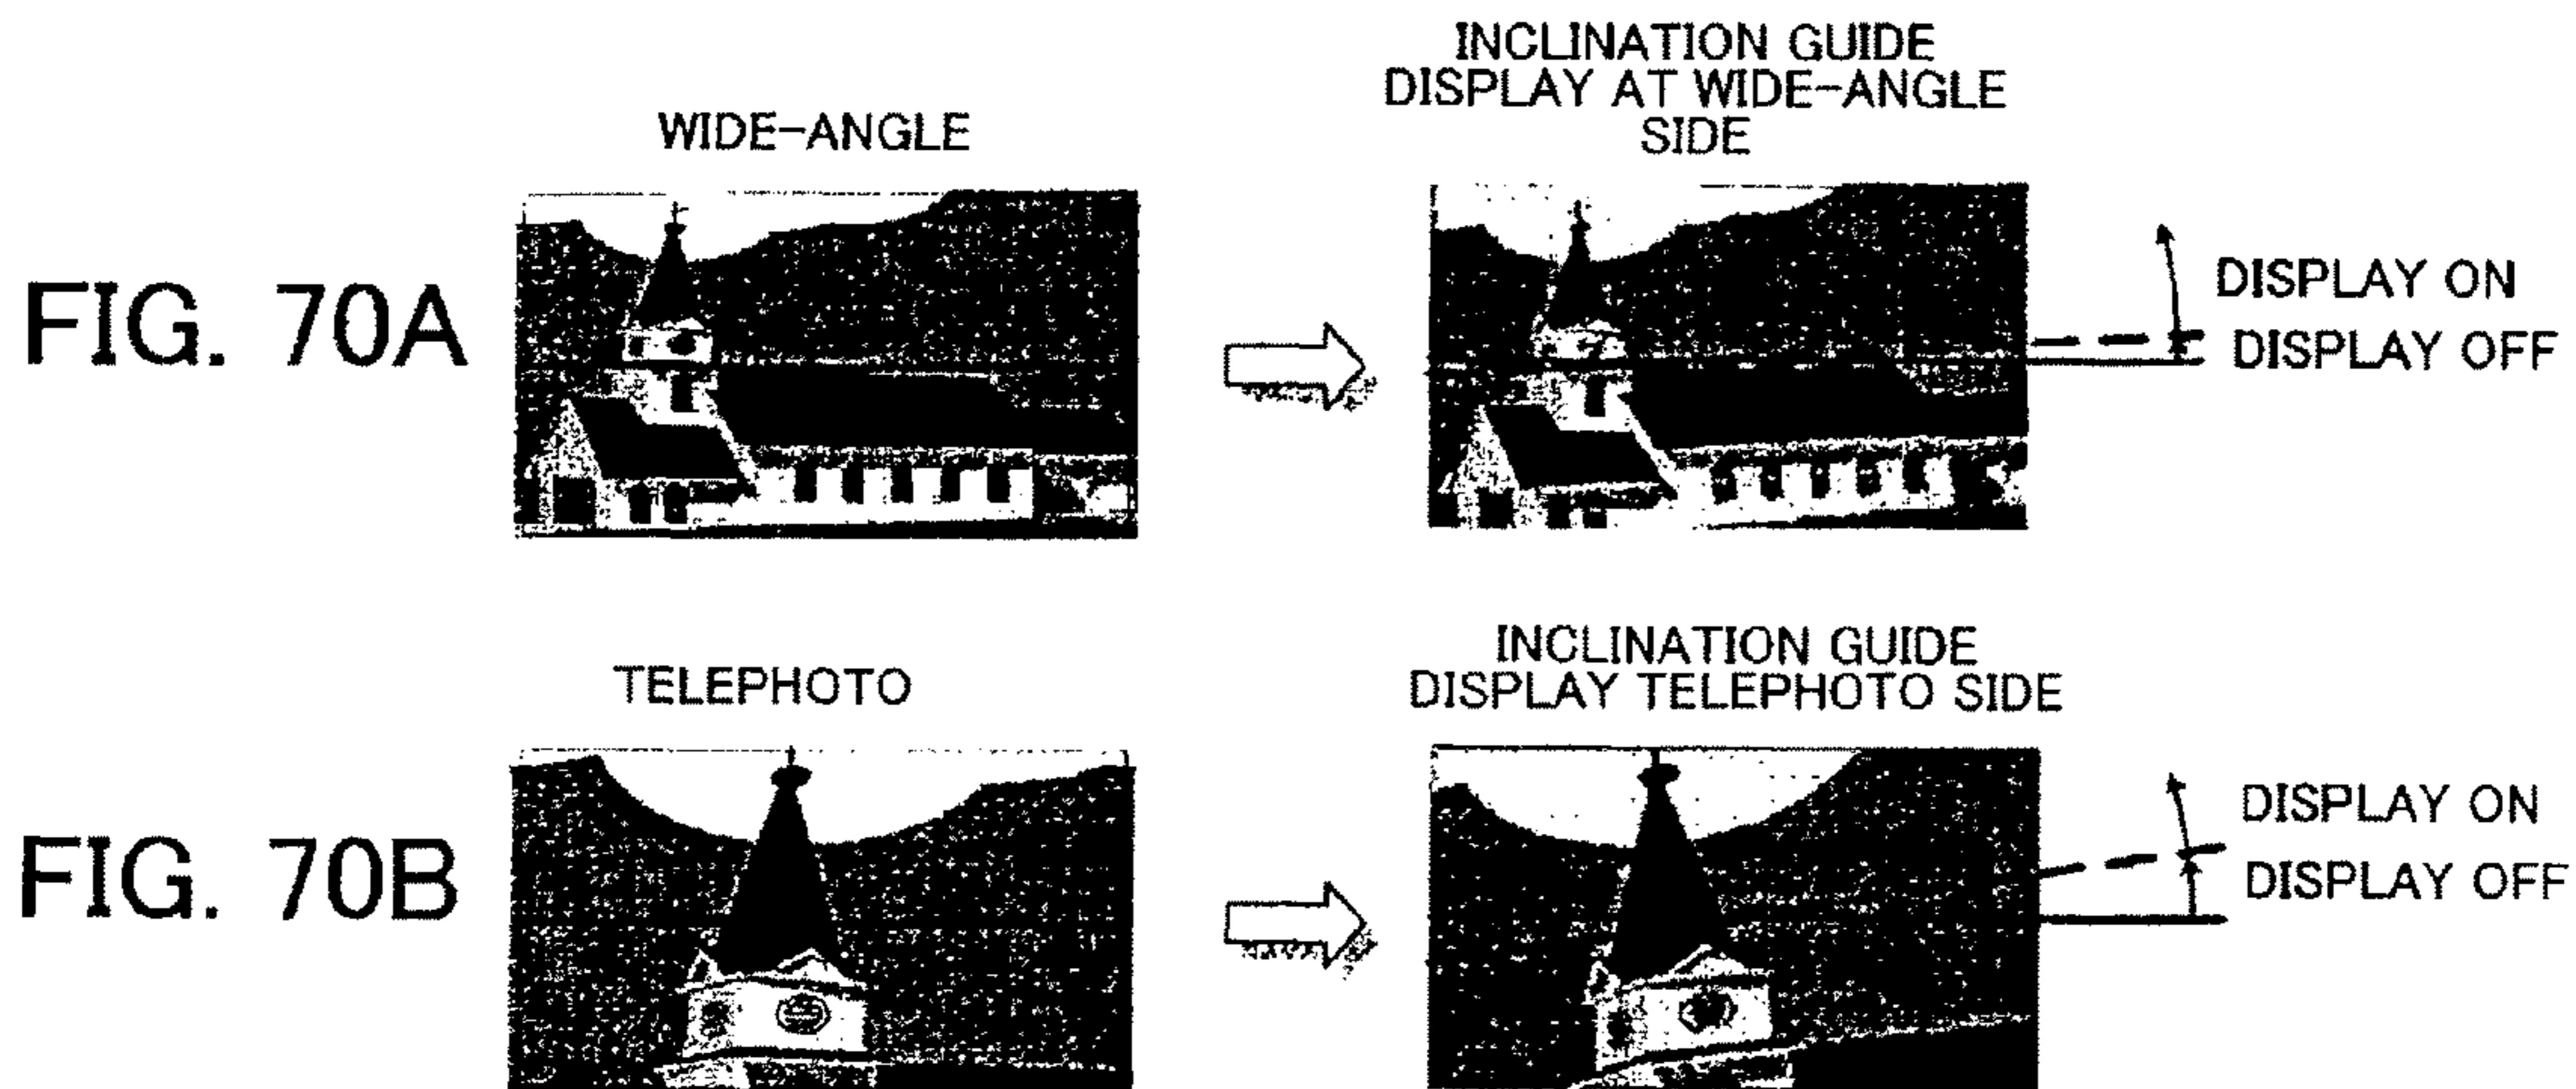 FIG. 70A
WIDE-ANGLE
INCLINATION GUIDE
DISPLAY AT WIDE-ANGLE
SIDE
DISPLAY ON
DISPLAY OFF
FIG. 70B
TELEPHOTO
INCLINATION GUIDE
DISPLAY TELEPHOTO SIDE
DISPLAY ON
DISPLAY OFF